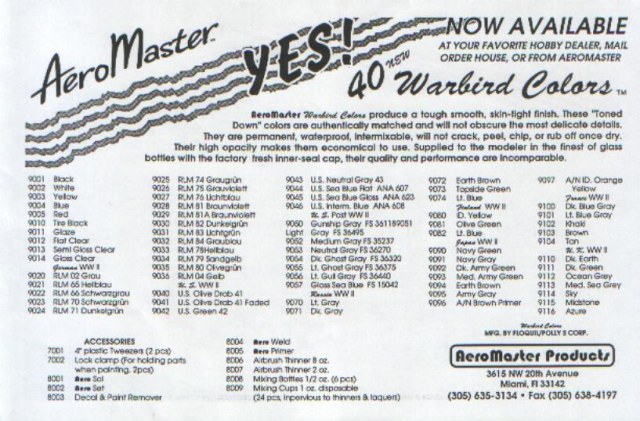 AeroMaster™
YES!
NOW AVAILABLE
AT YOUR FAVORITE HOBBY DEALER, MAIL
ORDER HOUSE, OR FROM AEROMASTER
40 NEW Warbird Colors™
AeroMaster Warbird Colors produce a tough smooth, skin-tight finish. These "Toned
Down" colors are authentically matched and will not obscure the most delicate details.
They are permanent, waterproof, intermixable, will not crack, peel, chip, or rub off once dry.
Their high opacity makes them economical to use. Supplied to the modeler in the finest of glass
bottles with the factory fresh inner-seal cap, their quality and performance are incomparable.
9001 Black
9002 White
9003 Yellow
9004 Blue
9005 Red
9010 Tire Black
9011 Glaze
9012 Flat Clear
9013 Semi Gloss Clear
9014 Gloss Clear
German WW II
9020 RLM 02 Grau
9021 RLM 65 Hellblau
9022 RLM 66 Schwarzgrau
9023 RLM 70 Schwarzgrün
9024 RLM 71 Dunkelgrün
9025 RLM 74 Graugrün
9026 RLM 75 Grauviolett
9027 RLM 76 Lichtblau
9028 RLM 81 Braunviolett
9029 RLM 81A Braunviolett
9030 RLM 82 Dunkelgrün
9031 RLM 83 Lichtgrün
9032 RLM 84 Graublau
9033 RLM 78Hellblau
9034 RLM 79 Sandgelb
9035 RLM 80 Olivegrün
9036 RLM 04 Gelb
U. S. WW II
9040 U.S. Olive Drab 41
9041 U.S. Olive Drab 41 Faded
9042 U.S. Green 42
9043 U.S. Neutral Gray 43
9044 U.S. Sea Blue Flat ANA 607
9045 U.S. Sea Blue Gloss ANA 623
9046 U.S. Interm. Blue ANA 608
U. S. Post WW II
9050 Gunship Gray FS 36118
9051 Light Gray FS 36495
9052 Medium Gray FS 35237
9053 Neutral Gray FS 36270
9054 Dk. Ghost Gray FS 36320
9055 Lt. Ghost Gray FS 36375
9056 Lt. Gull Gray FS 36440
9057 Gloss Sea Blue FS 15042
Russia WW II
9070 Lt. Gray
9071 Dk. Gray
9072 Earth Brown
9073 Topside Green
9074 Lt. Blue
Finland WW II
9080 ID. Yellow
9081 Olive Green
9082 Lt. Blue
Japan WW II
9090 Navy Green
9091 Navy Gray
9092 Dk. Army Green
9093 Med. Army Green
9094 Earth Brown
9095 Army Gray
9096 A/N Brown Primer
9097 A/N ID. Orange
Yellow
France WW II
9100 Dk. Blue Gray
9101 Lt. Blue Gray
9102 Khaki
9103 Brown
9104 Tan
U. K. WW II
9110 Dk. Earth
9111 Dk. Green
9112 Ocean Grey
9113 Med. Sea Grey
9114 Sky
9115 Midstone
9116 Azure
Warbird Colors
MFG. BY FLOQUIL/POLLY S CORP.
ACCESSORIES
7001 4" plastic Tweezers (2 pcs)
7002 Lock clamp (For holding parts
when painting, 2pcs)
8001 Aero Sol
8002 Aero Set
8003 Decal & Paint Remover
8004 Aero Weld
8005 Aero Primer
8006 Airbrush Thinner 8 oz.
8007 Airbrush Thinner 2 oz.
8008 Mixing Bottles 1/2 oz. (6 pcs)
8009 Mixing Cups 1 oz. disposable
(24 pcs, inpervious to thinners & laquers)
AeroMaster Products
3615 NW 20th Avenue
Miami, Fl 33142
(305) 635-3134 • Fax (305) 638-4197